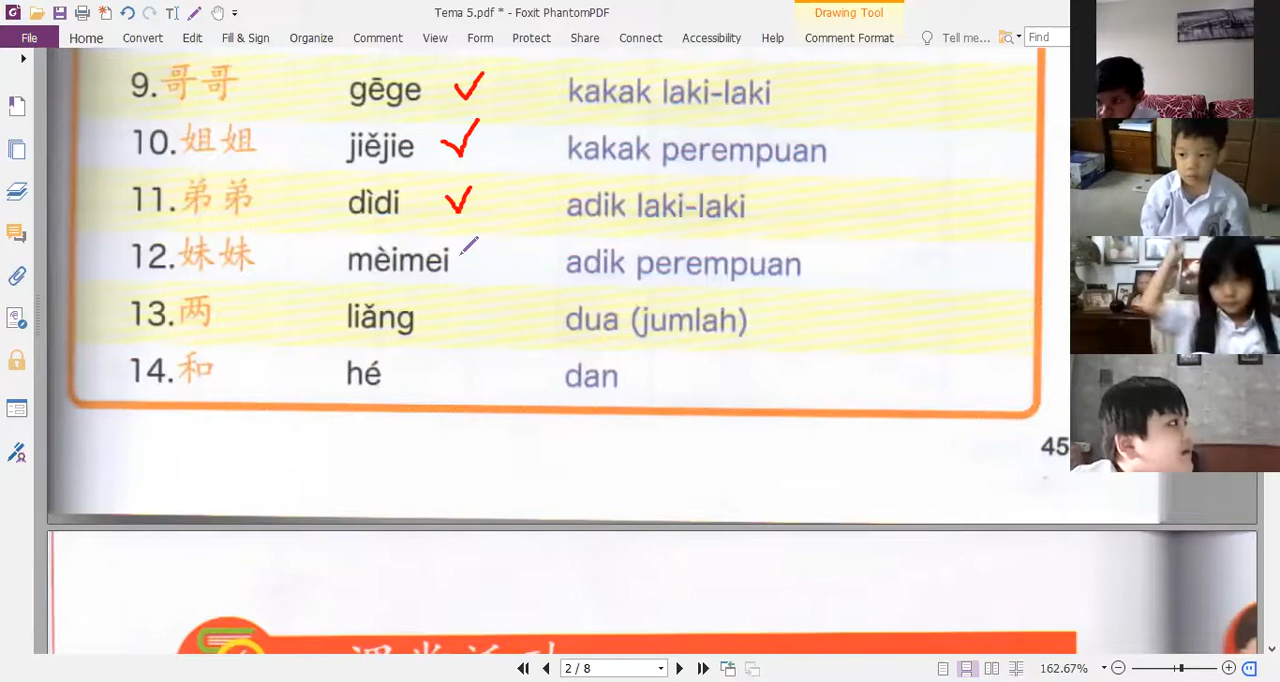 Tema 5.pdf * - Foxit PhantomPDF
Drawing Tool
File Home Convert Edit Fill & Sign Organize Comment View Form Protect Share Connect Accessibility Help Comment Format Tell me... Find
9. 哥哥 gēge kakak laki-laki
10. 姐姐 jiějie kakak perempuan
11. 弟弟 dìdi adik laki-laki
12. 妹妹 mèimei adik perempuan
13. 两 liǎng dua (jumlah)
14. 和 hé dan
45
2 / 8
162.67%